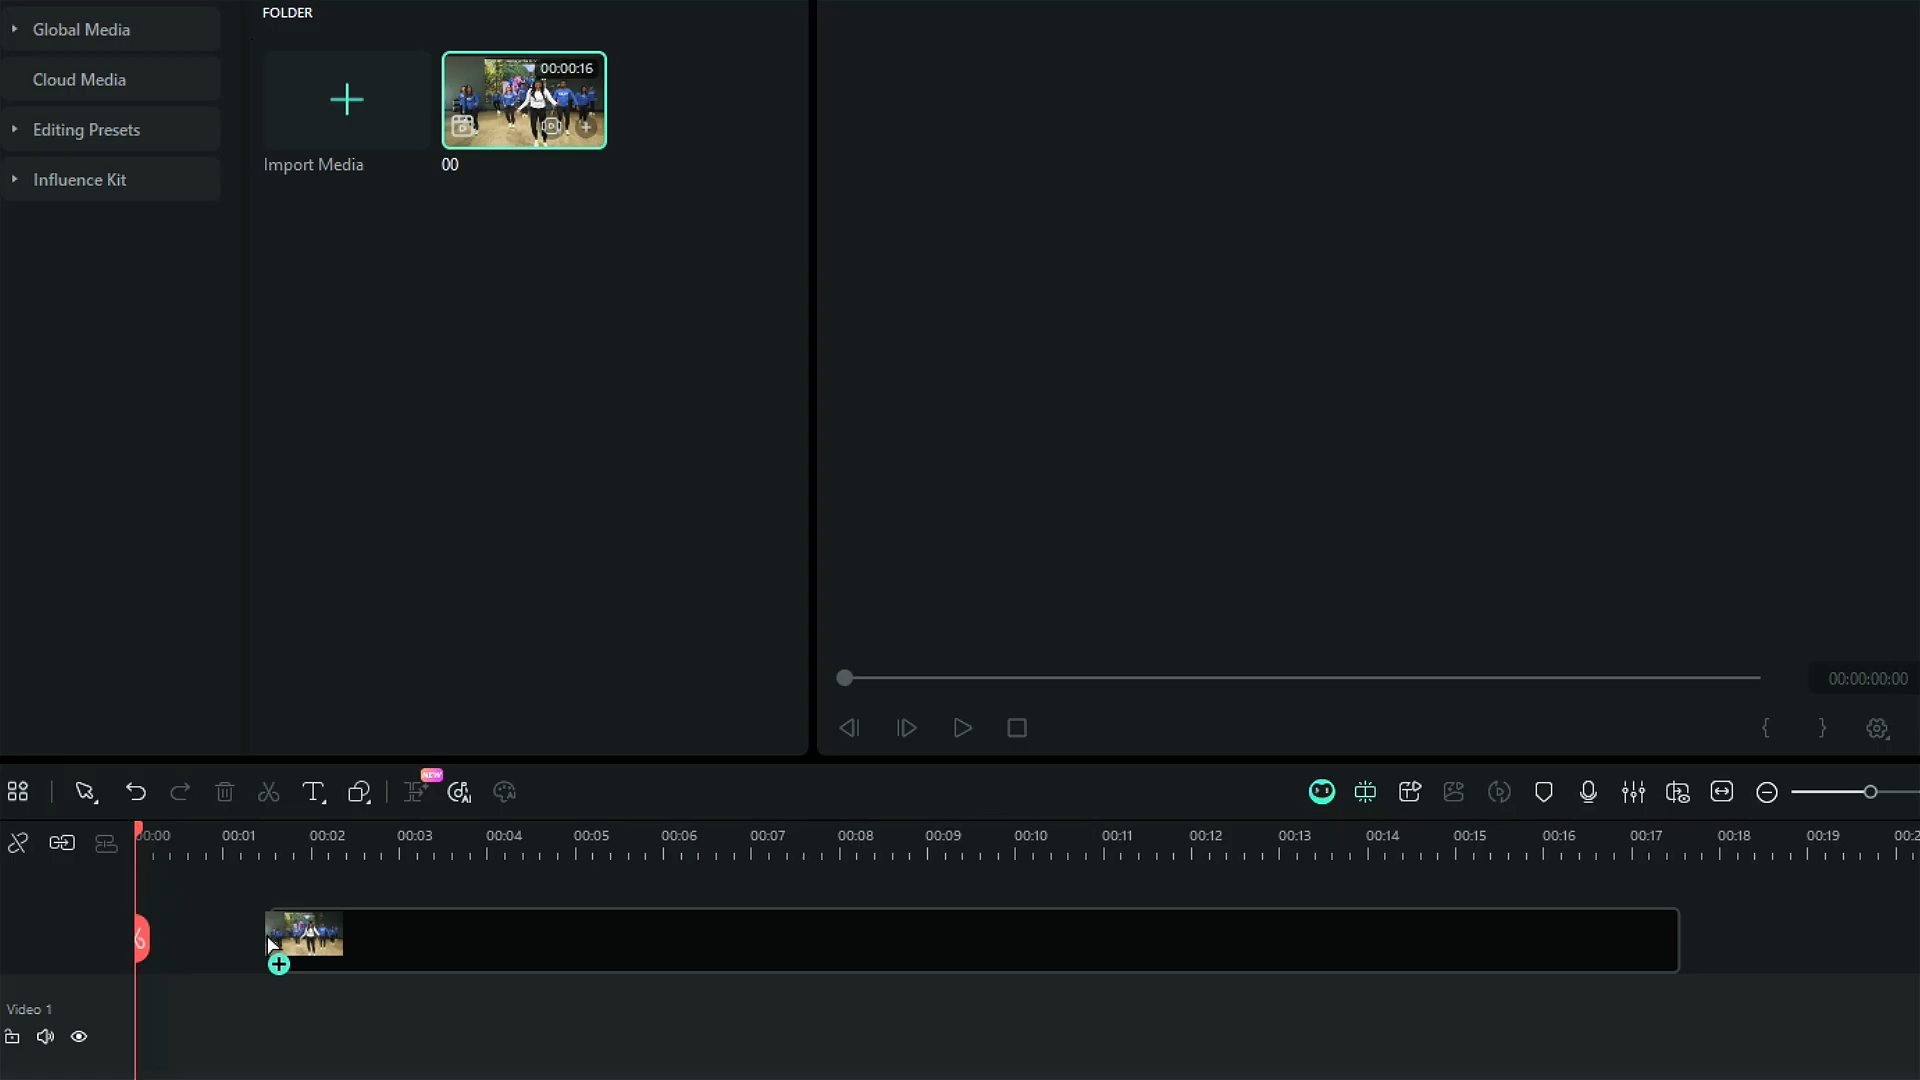 FOLDER
Global Media
Cloud Media
Editing Presets
Influence Kit
00:00:16
Import Media
00
00:00:00:00
NEW
00:00 00:01 00:02 00:03 00:04 00:05 00:06 00:07 00:08 00:09 00:10 00:11 00:12 00:13 00:14 00:15 00:16 00:17 00:18 00:19 00:2
Video 1